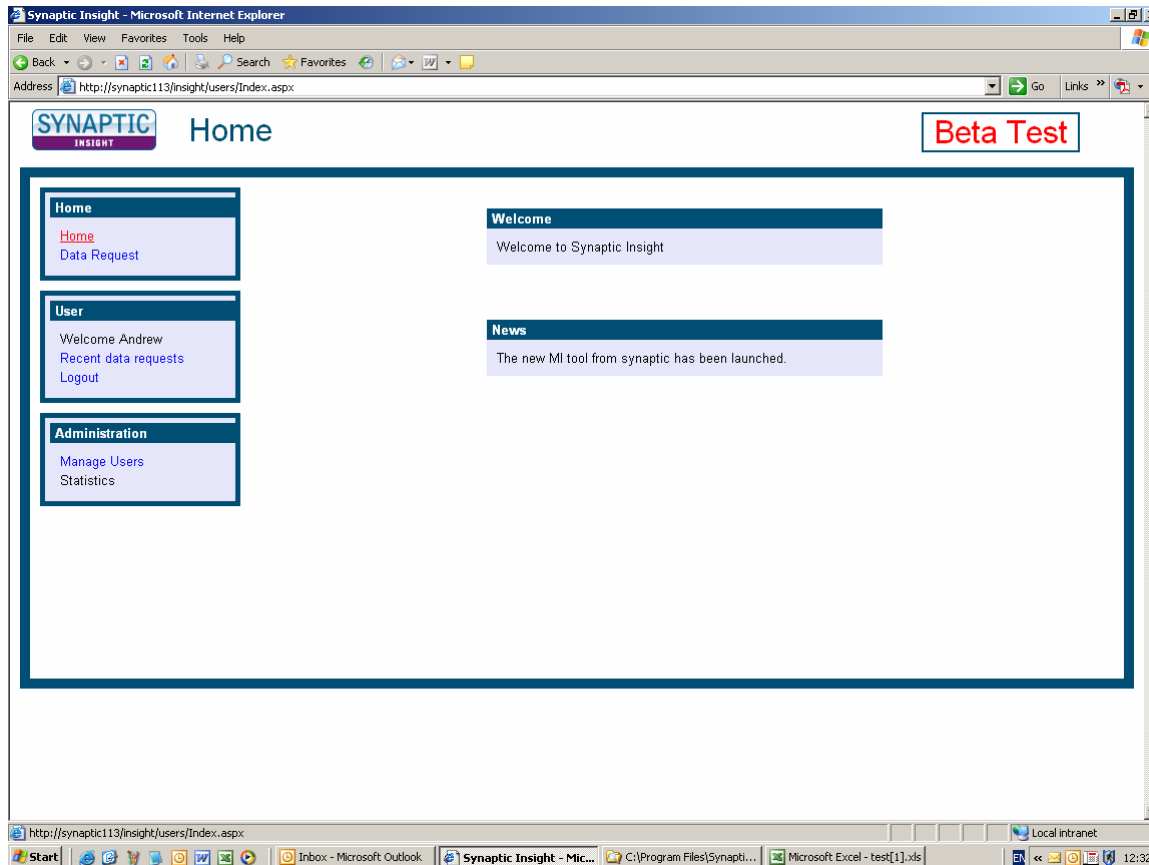 Synaptic Insight - Microsoft Internet Explorer
File Edit View Favorites Tools Help
Back Search Favorites
Address http://synaptic113/insight/users/Index.aspx Go Links »
SYNAPTIC
INSIGHT
Home
Beta Test
Home
Home
Data Request
User
Welcome Andrew
Recent data requests
Logout
Administration
Manage Users
Statistics
Welcome
Welcome to Synaptic Insight
News
The new MI tool from synaptic has been launched.
http://synaptic113/insight/users/Index.aspx Local intranet
Start Inbox - Microsoft Outlook Synaptic Insight - Mic... C:\Program Files\Synapti... Microsoft Excel - test[1].xls EN « 12:32